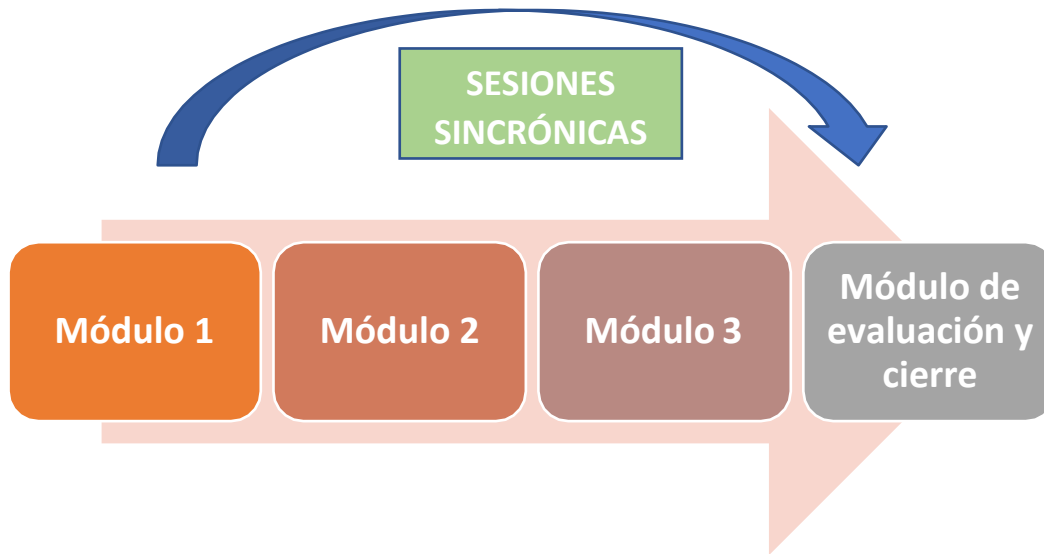 SESIONES
SINCRÓNICAS
Módulo 1
Módulo 2
Módulo 3
Módulo de
evaluación y
cierre